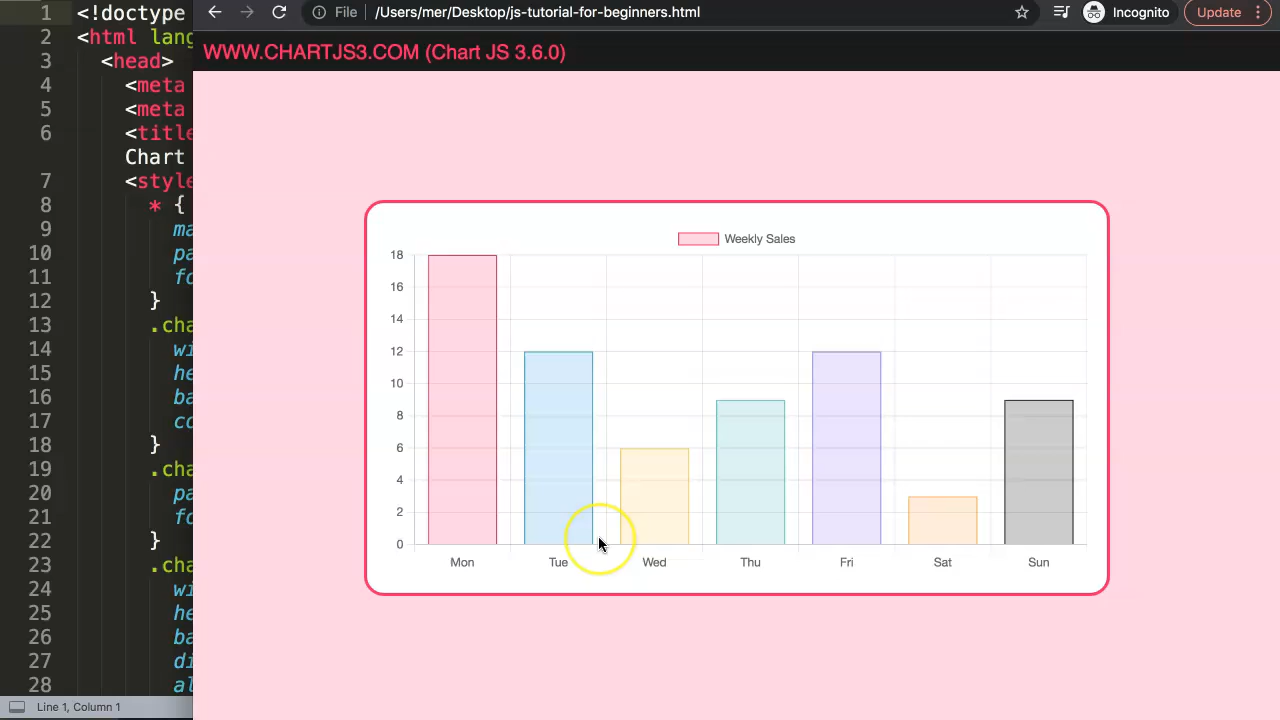 File /Users/mer/Desktop/js-tutorial-for-beginners.html Incognito Update
WWW.CHARTJS3.COM (Chart JS 3.6.0)
1 <!doctype
2 <html lang
3 <head>
4 <meta
5 <meta
6 <title
Chart
7 <style
8 * {
9 ma
10 pa
11 fo
12 }
13 .cha
14 wi
15 he
16 ba
17 co
18 }
19 .cha
20 pa
21 fo
22 }
23 .cha
24 wi
25 he
26 ba
27 di
28 al
Line 1, Column 1
Weekly Sales
18
16
14
12
10
8
6
4
2
0
Mon Tue Wed Thu Fri Sat Sun